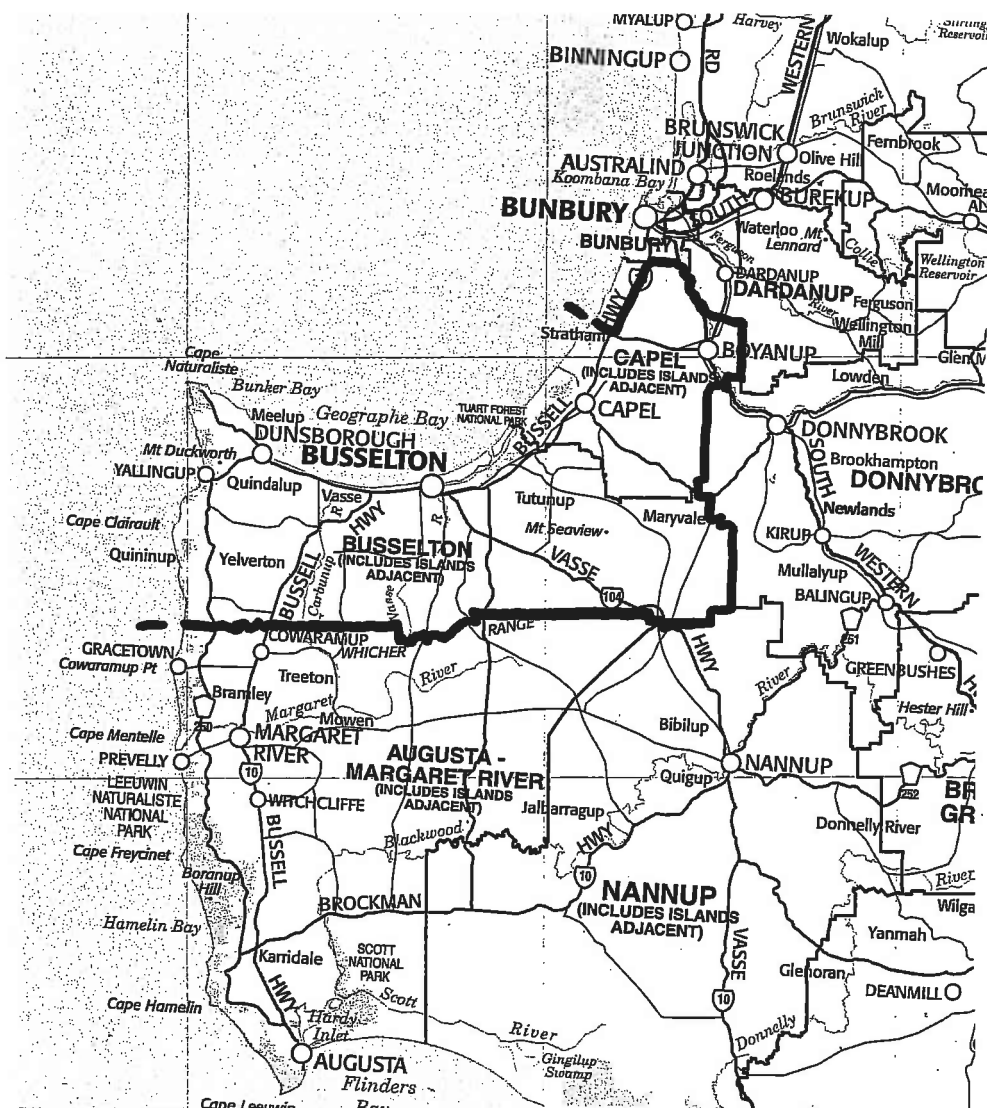 MYALUP
Harvey
Reservoir
BINNINGUP
RD
WESTERN
Wokalup
Brunswick
River
BRUNSWICK
JUNCTION
Fernbrook
Olive Hill
AUSTRALIND
Koombana Bay
Roelands
BUNBURY
SOUTH
BUREKUP
BUNBURY
Ferguson
Waterloo
Mt
Lennard
Collie
Wellington
Reservoir
DARDANUP
DARDANUP
River
Ferguson
Wellington
Mill
HWY
Stratham
BOYANUP
Lowden
Cape
Naturaliste
Bunker Bay
CAPEL
(INCLUDES ISLANDS
ADJACENT)
Meelup
Geographe Bay
TUART FOREST
NATIONAL PARK
BUSSELL
CAPEL
DUNSBOROUGH
BUSSELTON
Mt Duckworth
YALLINGUP
Quindalup
DONNYBROOK
SOUTH
Brookhampton
Newlands
Vasse
R.
HWY
R.
Tutunup
Mt Seaview
Maryvale
Cape Clairault
Quininup
Yelverton
BUSSELL
Carbunup
BUSSELTON
(INCLUDES ISLANDS
ADJACENT)
VASSE
104
KIRUP
WESTERN
Mullalyup
BALINGUP
251
GREENBUSHES
GRACETOWN
Cowaramup Pt
COWARAMUP
WHICHER
RANGE
HWY
Treeton
River
River
Hester Hill
Bramley
250
Margaret
Mowen
Bibilup
Cape Mentelle
PREVELLY
MARGARET
RIVER
10
AUGUSTA -
MARGARET RIVER
(INCLUDES ISLANDS
ADJACENT)
Quigup
NANNUP
252
LEEUWIN
NATURALISTE
NATIONAL
PARK
WITCHCLIFFE
Jalbarragup
Donnelly River
Cape Freycinet
BUSSELL
Blackwood
HWY
10
River
Boranup
Hill
BROCKMAN
NANNUP
(INCLUDES ISLANDS
ADJACENT)
Hamelin Bay
VASSE
Yanmah
Karridale
SCOTT
NATIONAL
PARK
Glenoran
Cape Hamelin
HWY
Scott
River
10
DEANMILL
Hardy
Inlet
Donnelly
AUGUSTA
Flinders
Gingilup
Swamp
Cape Leeuwin